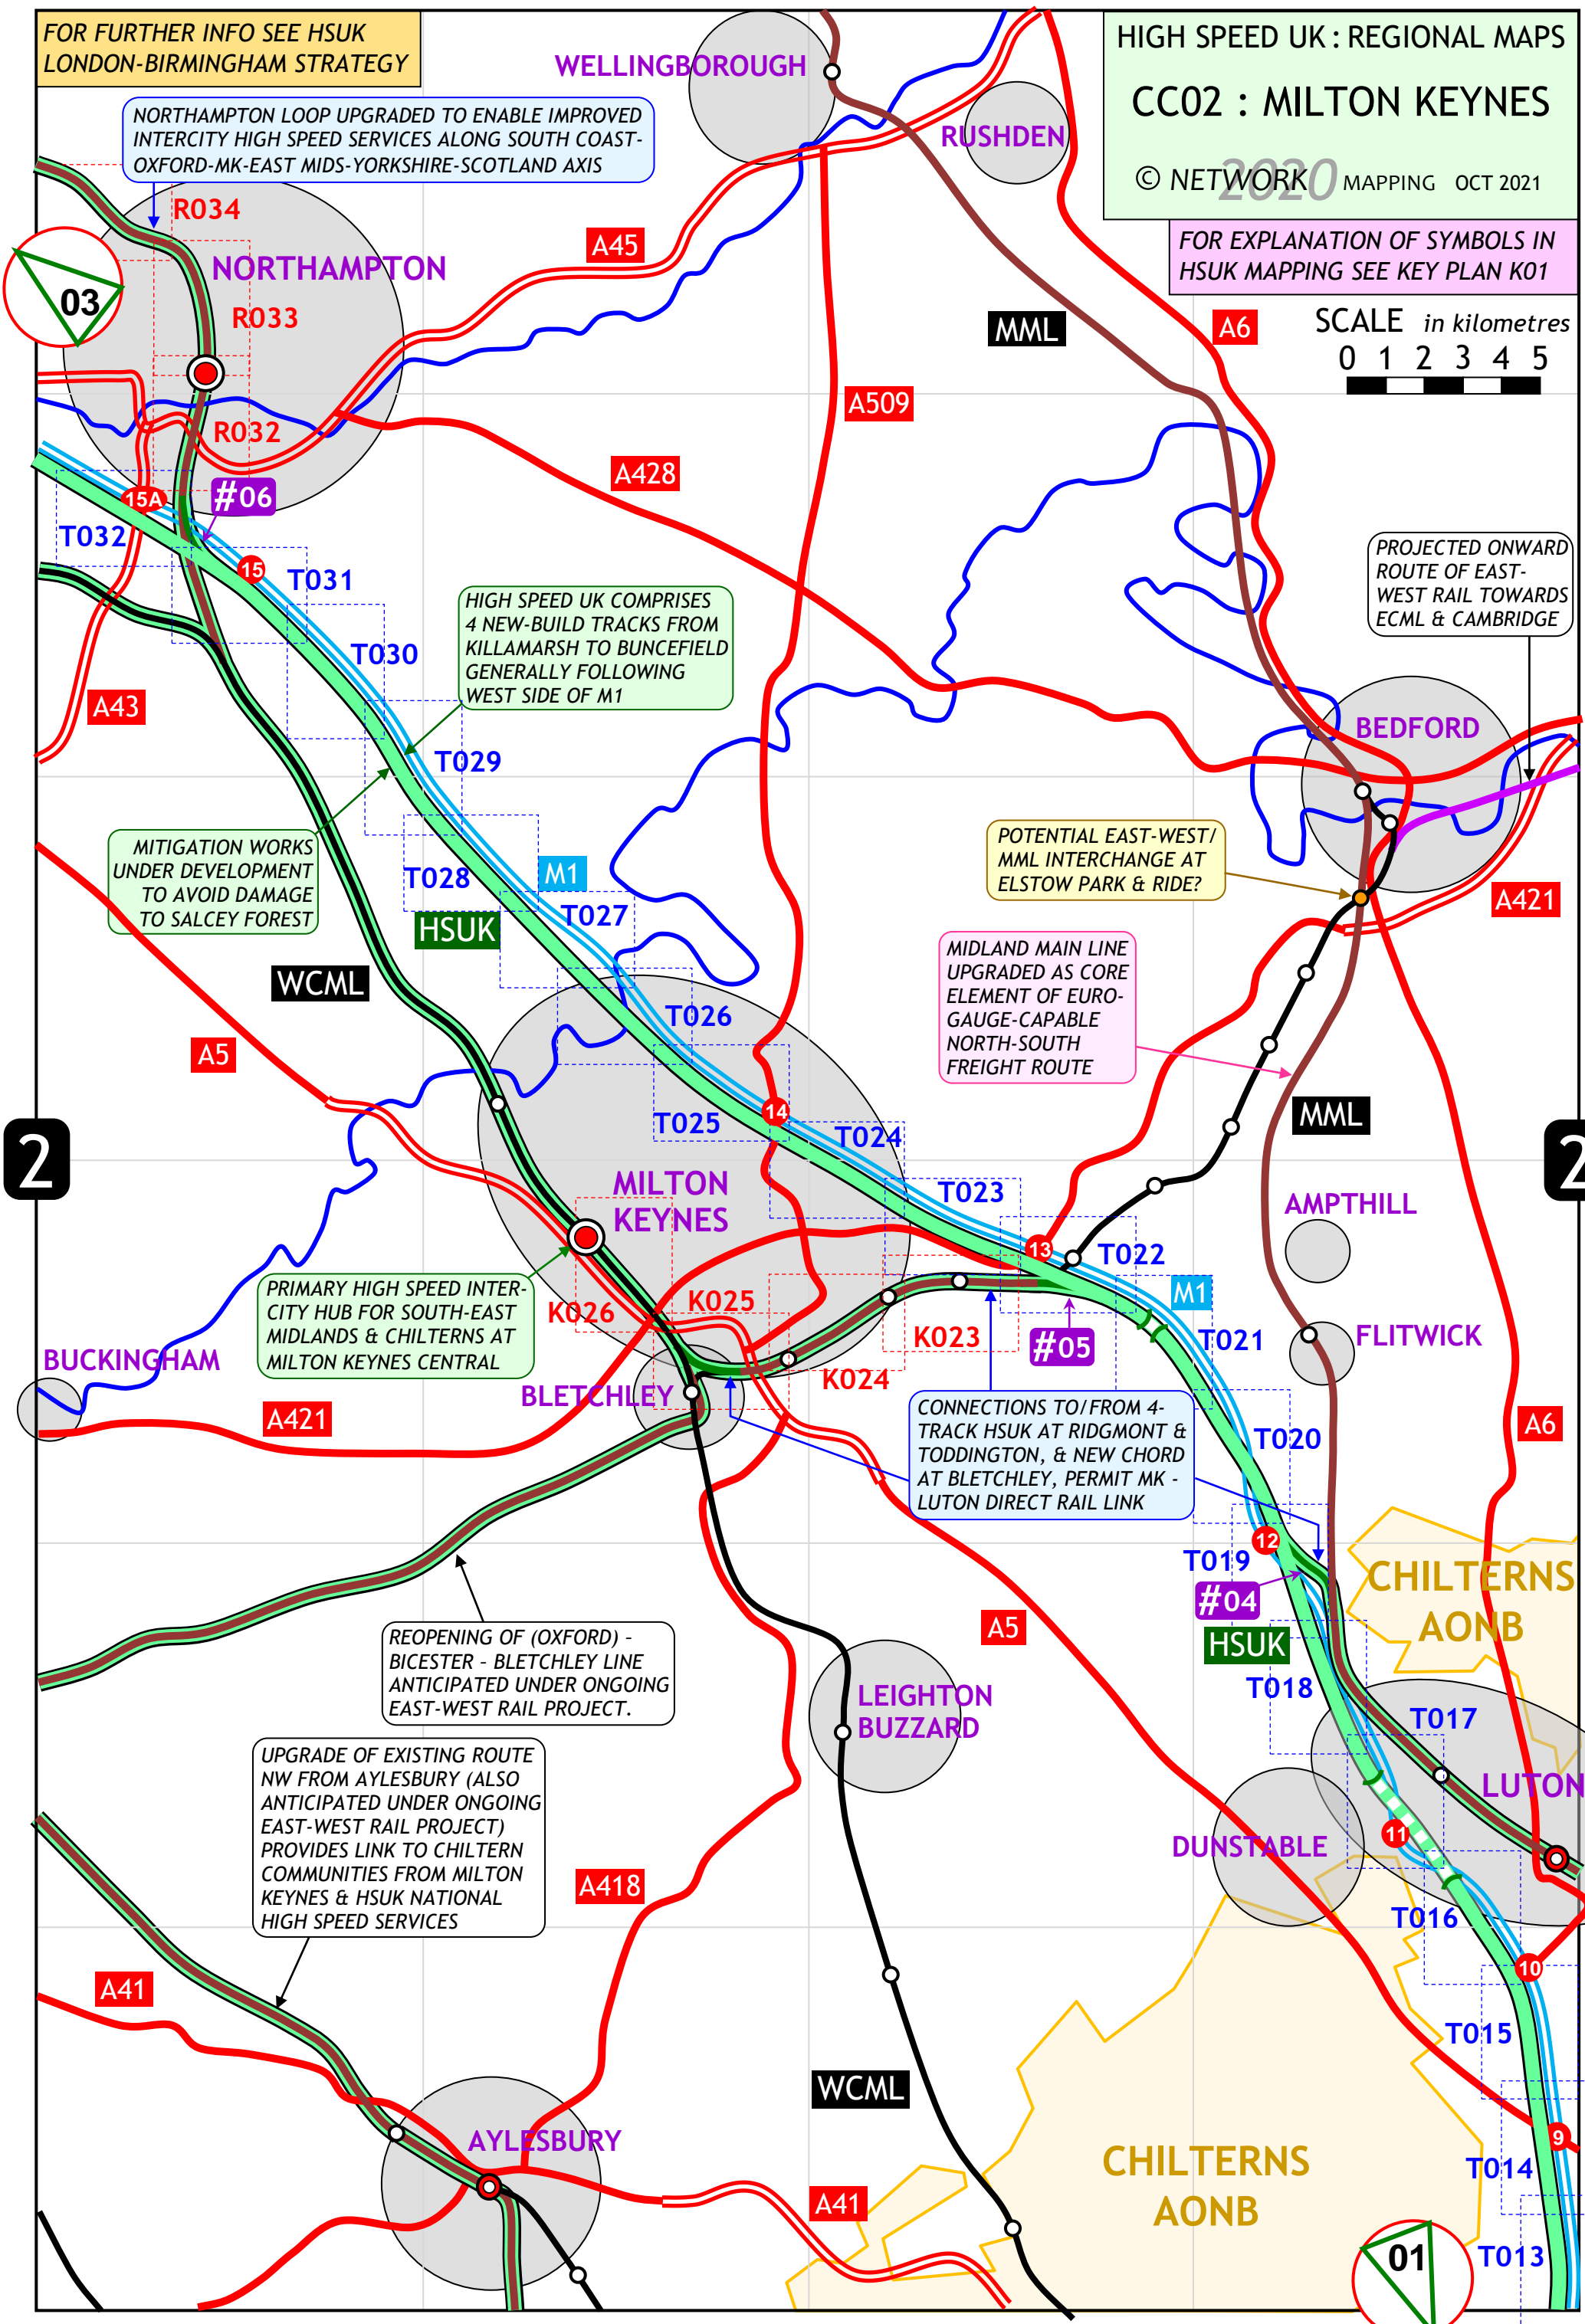 FOR FURTHER INFO SEE HSUK
LONDON-BIRMINGHAM STRATEGY
HIGH SPEED UK : REGIONAL MAPS
CC02 : MILTON KEYNES
© NETWORK 2020 MAPPING OCT 2021
FOR EXPLANATION OF SYMBOLS IN
HSUK MAPPING SEE KEY PLAN K01
SCALE in kilometres
0 1 2 3 4 5
WELLINGBOROUGH
RUSHDEN
NORTHAMPTON LOOP UPGRADED TO ENABLE IMPROVED
INTERCITY HIGH SPEED SERVICES ALONG SOUTH COAST-
OXFORD-MK-EAST MIDS-YORKSHIRE-SCOTLAND AXIS
R034
A45
NORTHAMPTON
03
R033
MML
A6
A509
R032
A428
15A
#06
T032
15
T031
PROJECTED ONWARD
ROUTE OF EAST-
WEST RAIL TOWARDS
ECML & CAMBRIDGE
HIGH SPEED UK COMPRISES
4 NEW-BUILD TRACKS FROM
KILLAMARSH TO BUNCEFIELD
GENERALLY FOLLOWING
WEST SIDE OF M1
T030
A43
BEDFORD
T029
MITIGATION WORKS
UNDER DEVELOPMENT
TO AVOID DAMAGE
TO SALCEY FOREST
T028
M1
POTENTIAL EAST-WEST/
MML INTERCHANGE AT
ELSTOW PARK & RIDE?
A421
T027
HSUK
WCML
MIDLAND MAIN LINE
UPGRADED AS CORE
ELEMENT OF EURO-
GAUGE-CAPABLE
NORTH-SOUTH
FREIGHT ROUTE
T026
A5
14
T025
T024
MML
2
2
MILTON
KEYNES
T023
AMPTHILL
13
T022
PRIMARY HIGH SPEED INTER-
CITY HUB FOR SOUTH-EAST
MIDLANDS & CHILTERNS AT
MILTON KEYNES CENTRAL
K026
K025
K023
#05
M1
T021
FLITWICK
BUCKINGHAM
K024
BLETCHLEY
A421
CONNECTIONS TO/FROM 4-
TRACK HSUK AT RIDGMONT &
TODDINGTON, & NEW CHORD
AT BLETCHLEY, PERMIT MK -
LUTON DIRECT RAIL LINK
T020
A6
12
T019
#04
CHILTERNS
AONB
HSUK
A5
REOPENING OF (OXFORD) -
BICESTER - BLETCHLEY LINE
ANTICIPATED UNDER ONGOING
EAST-WEST RAIL PROJECT.
LEIGHTON
BUZZARD
T018
T017
UPGRADE OF EXISTING ROUTE
NW FROM AYLESBURY (ALSO
ANTICIPATED UNDER ONGOING
EAST-WEST RAIL PROJECT)
PROVIDES LINK TO CHILTERN
COMMUNITIES FROM MILTON
KEYNES & HSUK NATIONAL
HIGH SPEED SERVICES
LUTON
11
DUNSTABLE
A418
T016
10
A41
T015
WCML
9
AYLESBURY
CHILTERNS
AONB
T014
A41
01
T013